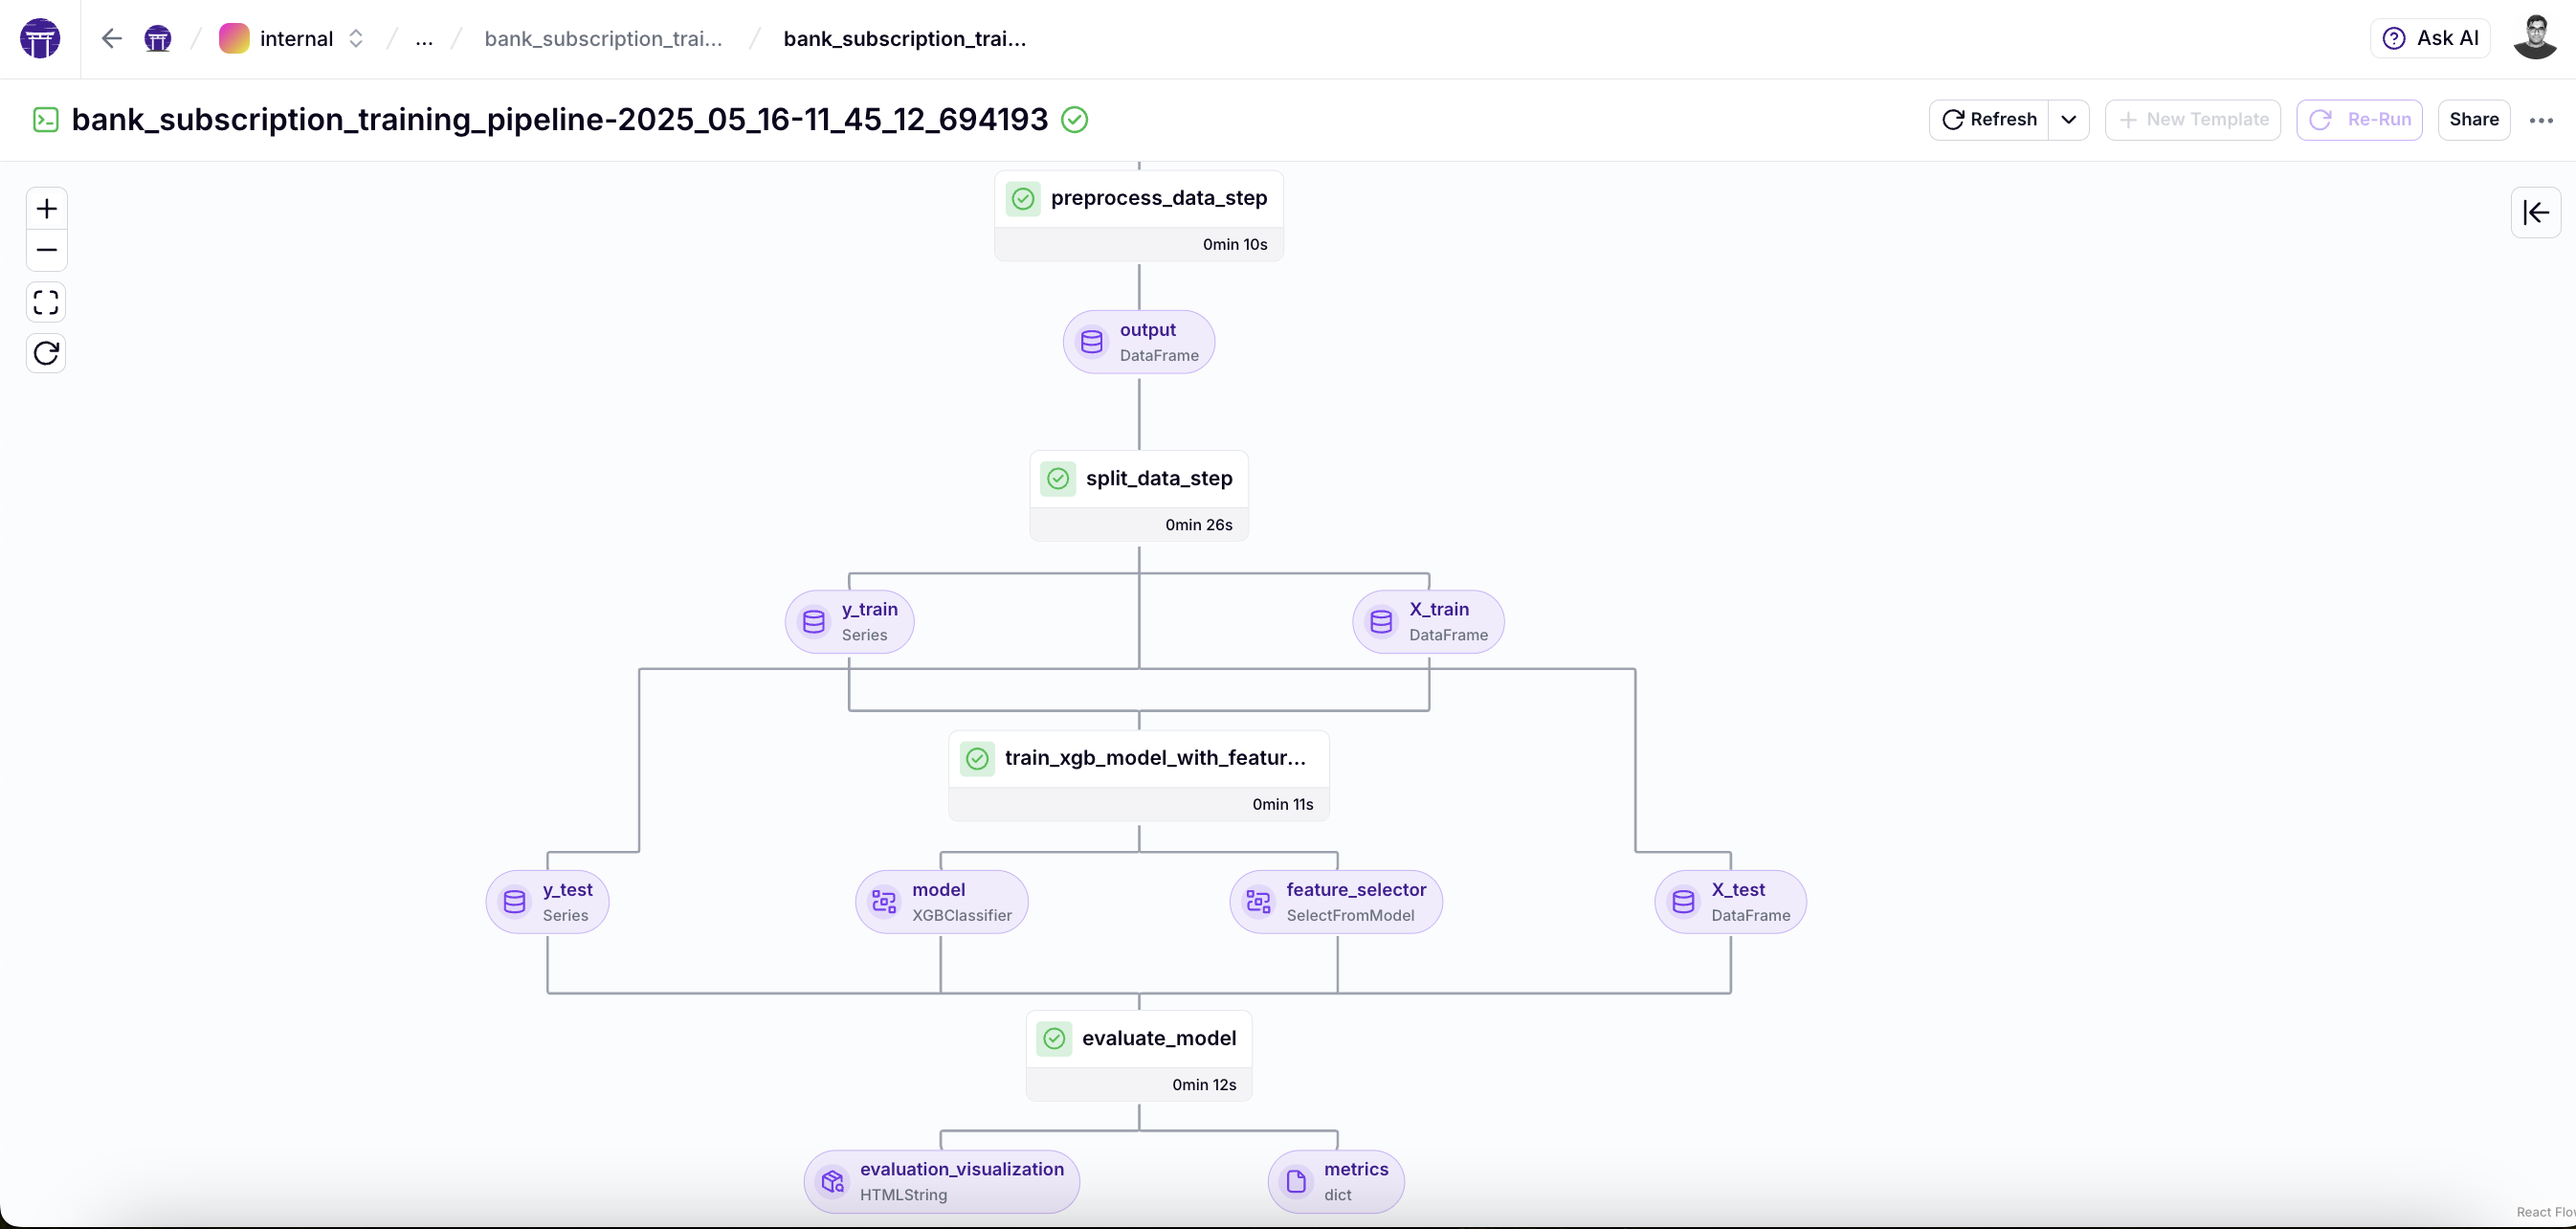 internal
...
bank_subscription_trai...
bank_subscription_trai...
Ask AI
bank_subscription_training_pipeline-2025_05_16-11_45_12_694193
Refresh
New Template
Re-Run
Share
preprocess_data_step
0min 10s
output
DataFrame
split_data_step
0min 26s
y_train
Series
X_train
DataFrame
train_xgb_model_with_featur...
0min 11s
y_test
Series
model
XGBClassifier
feature_selector
SelectFromModel
X_test
DataFrame
evaluate_model
0min 12s
evaluation_visualization
HTMLString
metrics
dict
React Flo